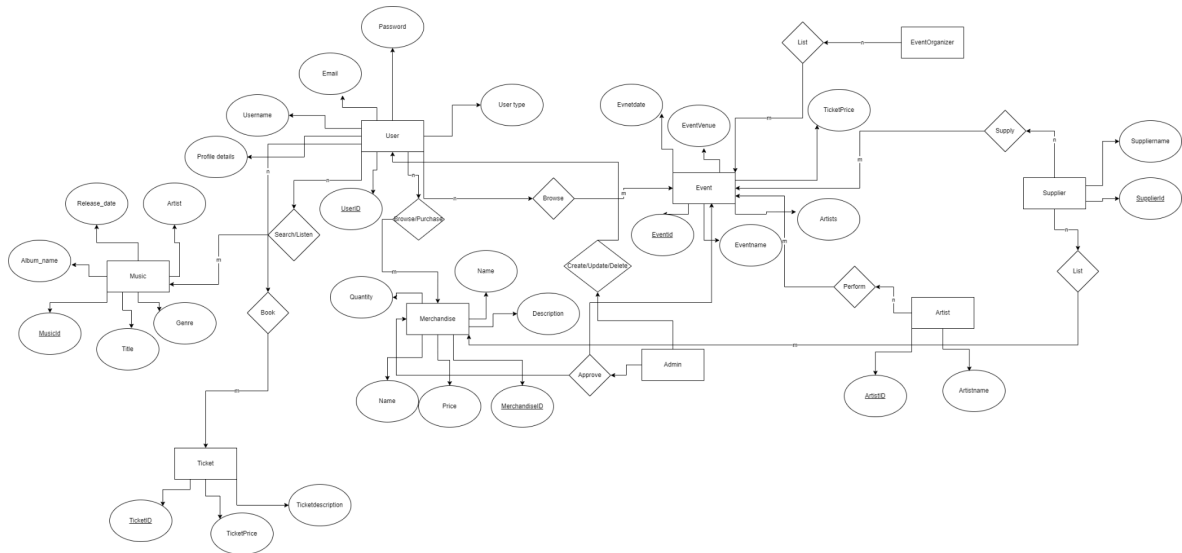 Password
List
n
EventOrganizer
Email
Evnetdate
TicketPrice
User type
Username
EventVenue
m
User
Supply
n
Suppliername
Profile details
n
n
m
Event
Supplier
SupplierId
Release_date
Artist
UserID
Browse/Purchase
n
Browse
m
EventId
Eventname
Artists
m
n
Search/Listen
m
Album_name
Music
Create/Update/Delete
List
Name
m
Perform
n
Quantity
Book
Merchandise
Description
Artist
MusicId
Title
Genre
m
Admin
Approve
Name
Price
MerchandiseID
ArtistID
Artistname
m
Ticket
TicketID
TicketPrice
Ticketdescription